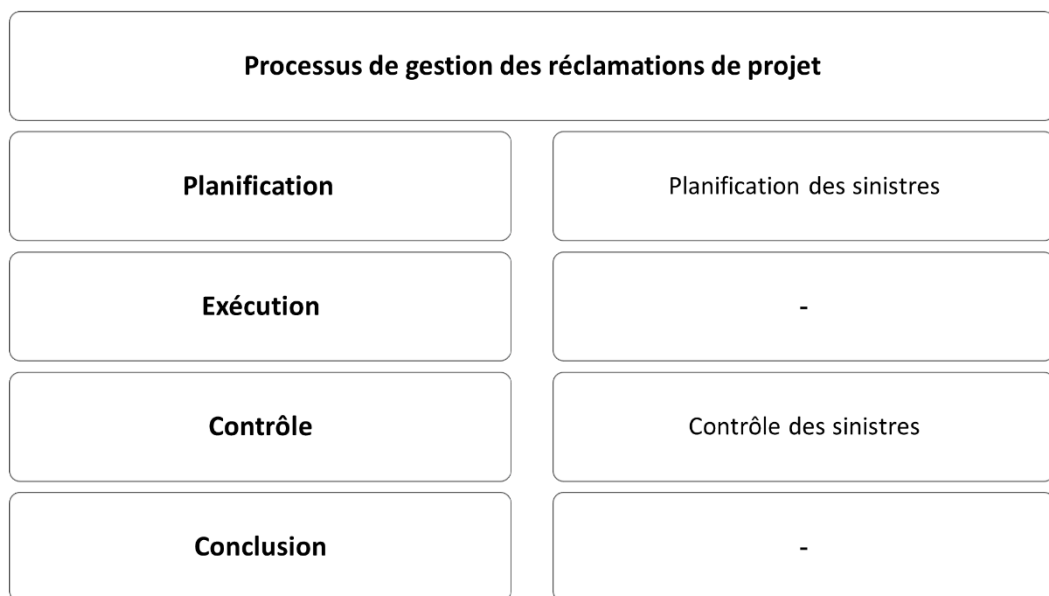 Processus de gestion des réclamations de projet
Planification
Planification des sinistres
Exécution
-
Contrôle
Contrôle des sinistres
Conclusion
-